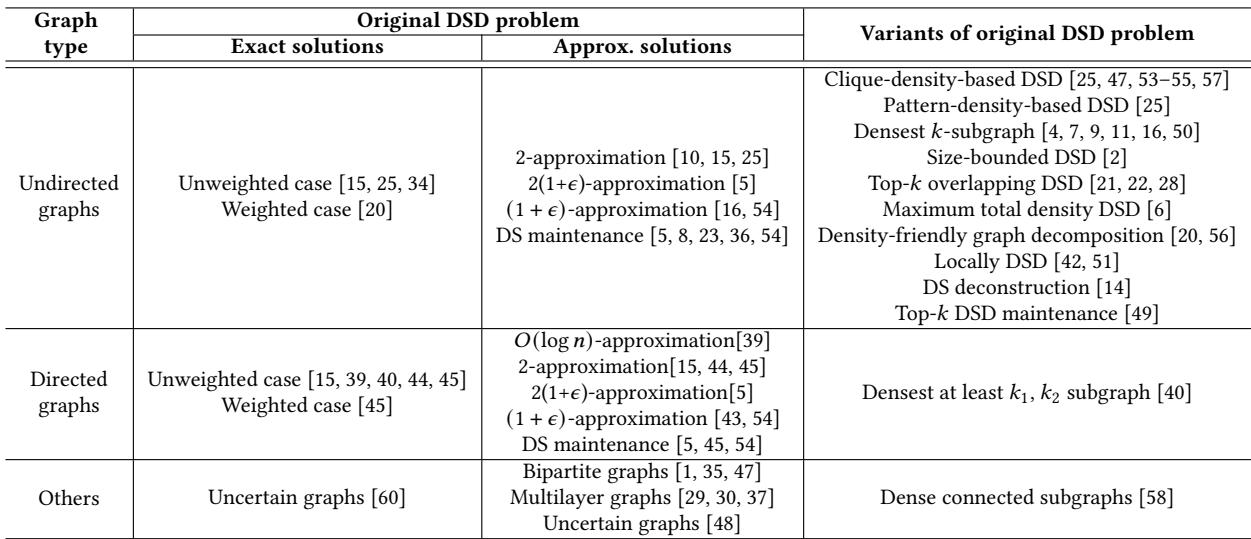 Graph type
Original DSD problem
Variants of original DSD problem
Exact solutions
Approx. solutions
Undirected graphs
Unweighted case [15, 25, 34]
Weighted case [20]
2-approximation [10, 15, 25]
2(1+ϵ)-approximation [5]
(1 + ϵ)-approximation [16, 54]
DS maintenance [5, 8, 23, 36, 54]
Clique-density-based DSD [25, 47, 53–55, 57]
Pattern-density-based DSD [25]
Densest k-subgraph [4, 7, 9, 11, 16, 50]
Size-bounded DSD [2]
Top-k overlapping DSD [21, 22, 28]
Maximum total density DSD [6]
Density-friendly graph decomposition [20, 56]
Locally DSD [42, 51]
DS deconstruction [14]
Top-k DSD maintenance [49]
Directed graphs
Unweighted case [15, 39, 40, 44, 45]
Weighted case [45]
O(log n)-approximation[39]
2-approximation[15, 44, 45]
2(1+ϵ)-approximation[5]
(1 + ϵ)-approximation [43, 54]
DS maintenance [5, 45, 54]
Densest at least k₁, k₂ subgraph [40]
Others
Uncertain graphs [60]
Bipartite graphs [1, 35, 47]
Multilayer graphs [29, 30, 37]
Uncertain graphs [48]
Dense connected subgraphs [58]